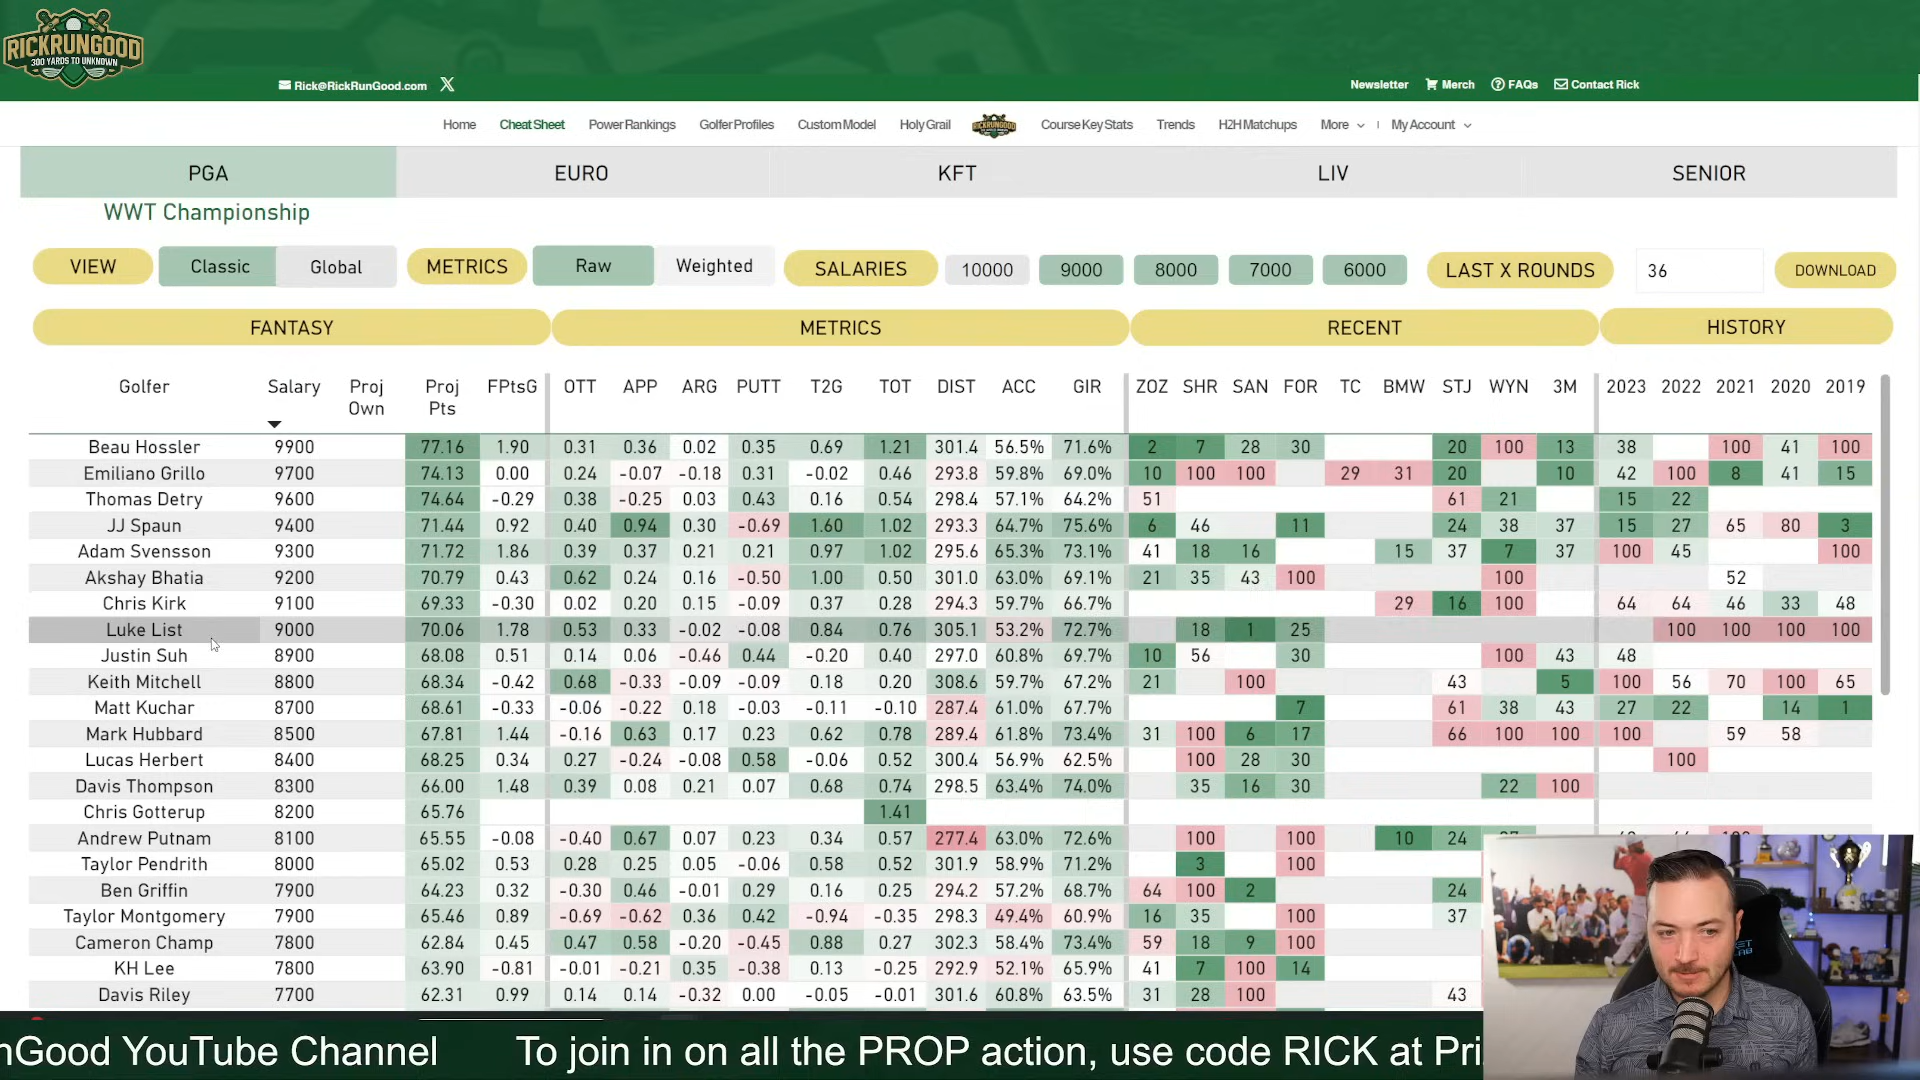 RICKRUNGOOD
300 YARDS TO UNKNOWN
Rick@RickRunGood.com
Newsletter Merch FAQs Contact Rick
Home Cheat Sheet Power Rankings Golfer Profiles Custom Model Holy Grail RICKRUNGOOD Course Key Stats Trends H2H Matchups More My Account
PGA EURO KFT LIV SENIOR
WWT Championship
VIEW Classic Global METRICS Raw Weighted SALARIES 10000 9000 8000 7000 6000 LAST X ROUNDS 36 DOWNLOAD
FANTASY METRICS RECENT HISTORY
Golfer Salary Proj Own Proj Pts FPtsG OTT APP ARG PUTT T2G TOT DIST ACC GIR ZOZ SHR SAN FOR TC BMW STJ WYN 3M 2023 2022 2021 2020 2019
Beau Hossler 9900 77.16 1.90 0.31 0.36 0.02 0.35 0.69 1.21 301.4 56.5% 71.6% 2 7 28 30 20 100 13 38 100 41 100
Emiliano Grillo 9700 74.13 0.00 0.24 -0.07 -0.18 0.31 -0.02 0.46 293.8 59.8% 69.0% 10 100 100 29 31 20 10 42 100 8 41 15
Thomas Detry 9600 74.64 -0.29 0.38 -0.25 0.03 0.43 0.16 0.54 298.4 57.1% 64.2% 51 61 21 15 22
JJ Spaun 9400 71.44 0.92 0.40 0.94 0.30 -0.69 1.60 1.02 293.3 64.7% 75.6% 6 46 11 24 38 37 15 27 65 80 3
Adam Svensson 9300 71.72 1.86 0.39 0.37 0.21 0.21 0.97 1.02 295.6 65.3% 73.1% 41 18 16 15 37 7 37 100 45 100
Akshay Bhatia 9200 70.79 0.43 0.62 0.24 0.16 -0.50 1.00 0.50 301.0 63.0% 69.1% 21 35 43 100 100 52
Chris Kirk 9100 69.33 -0.30 0.02 0.20 0.15 -0.09 0.37 0.28 294.3 59.7% 66.7% 29 16 100 64 64 46 33 48
Luke List 9000 70.06 1.78 0.53 0.33 -0.02 -0.08 0.84 0.76 305.1 53.2% 72.7% 18 1 25 100 100 100 100
Justin Suh 8900 68.08 0.51 0.14 0.06 -0.46 0.44 -0.20 0.40 297.0 60.8% 69.7% 10 56 30 100 43 48
Keith Mitchell 8800 68.34 -0.42 0.68 -0.33 -0.09 -0.09 0.18 0.20 308.6 59.7% 67.2% 21 100 43 5 100 56 70 100 65
Matt Kuchar 8700 68.61 -0.33 -0.06 -0.22 0.18 -0.03 -0.11 -0.10 287.4 61.0% 67.7% 7 61 38 43 27 22 14 1
Mark Hubbard 8500 67.81 1.44 -0.16 0.63 0.17 0.23 0.62 0.78 289.4 61.8% 73.4% 31 100 6 17 66 100 100 100 59 58
Lucas Herbert 8400 68.25 0.34 0.27 -0.24 -0.08 0.58 -0.06 0.52 300.4 56.9% 62.5% 100 28 30 100
Davis Thompson 8300 66.00 1.48 0.39 0.08 0.21 0.07 0.68 0.74 298.5 63.4% 74.0% 35 16 30 22 100
Chris Gotterup 8200 65.76 1.41
Andrew Putnam 8100 65.55 -0.08 -0.40 0.67 0.07 0.23 0.34 0.57 277.4 63.0% 72.6% 100 100 10 24
Taylor Pendrith 8000 65.02 0.53 0.28 0.25 0.05 -0.06 0.58 0.52 301.9 58.9% 71.2% 3 100
Ben Griffin 7900 64.23 0.32 -0.30 0.46 -0.01 0.29 0.16 0.25 294.2 57.2% 68.7% 64 100 2 24
Taylor Montgomery 7900 65.46 0.89 -0.69 -0.62 0.36 0.42 -0.94 -0.35 298.3 49.4% 60.9% 16 35 100 37
Cameron Champ 7800 62.84 0.45 0.47 0.58 -0.20 -0.45 0.88 0.27 302.3 58.4% 73.4% 59 18 9 100
KH Lee 7800 63.90 -0.81 -0.01 -0.21 0.35 -0.38 0.13 -0.25 292.9 52.1% 65.9% 41 7 100 14
Davis Riley 7700 62.31 0.99 0.14 0.14 -0.32 0.00 -0.05 -0.01 301.6 60.8% 63.5% 31 28 100 43
nGood YouTube Channel To join in on all the PROP action, use code RICK at Pri